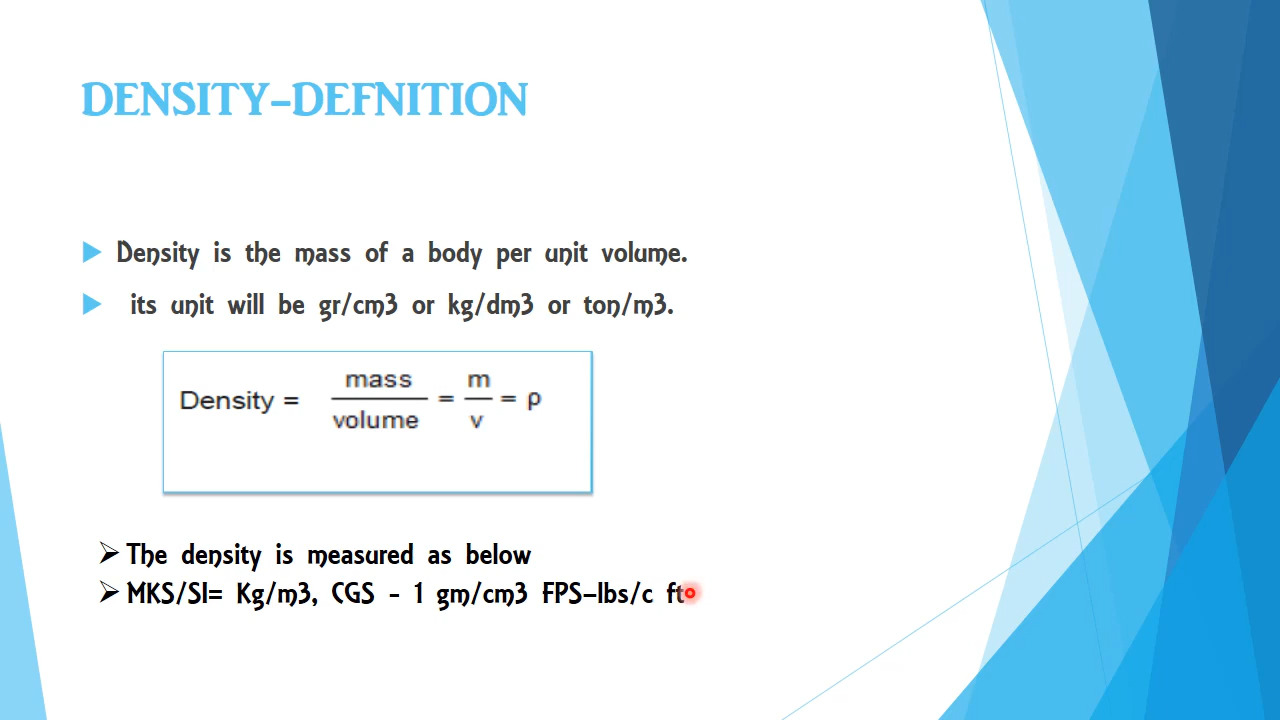 DENSITY-DEFNITION
Density is the mass of a body per unit volume.
its unit will be gr/cm3 or kg/dm3 or ton/m3.
Density = mass/volume = m/v = ρ
The density is measured as below
MKS/SI= Kg/m3, CGS - 1 gm/cm3 FPS-lbs/c ft